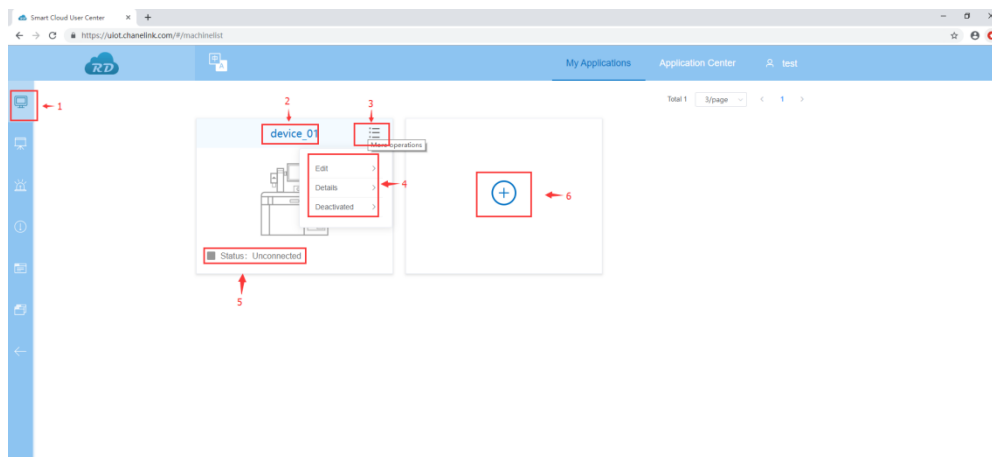 Smart Cloud User Center
https://uiot.chanelink.com/#/machinelist
RD
中 A
My Applications Application Center test
Total 1 3/page 1
1
2
3
device_01
More operations
Edit
Details
Deactivated
4
6
Status: Unconnected
5